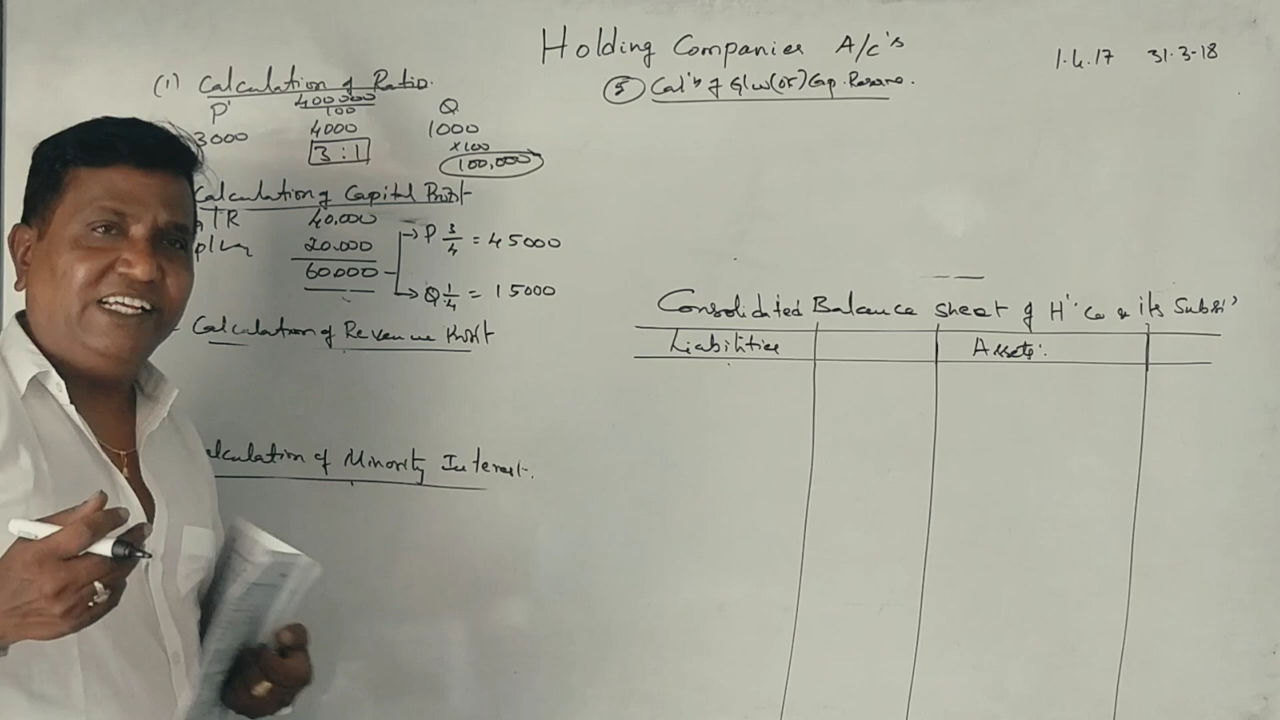 Holding Companies A/c's
1.4.17 31.3-18
(1) Calculation of Ratio.
P 400000 Q
100
3000 4000 1000
3:1 x100
100,000
Calculation of Capital Profit
TR 40,000
20.000
60000
→ P 3/4 = 45000
→ Q 1/4 = 15000
Calculation of Revenue Profit
alculation of Minority Interest.
(5) Cal'n of G/w (or) Cap. Reserve.
Consolidated Balance Sheet of H' Co & its Subsi'
Liabilities Assets: